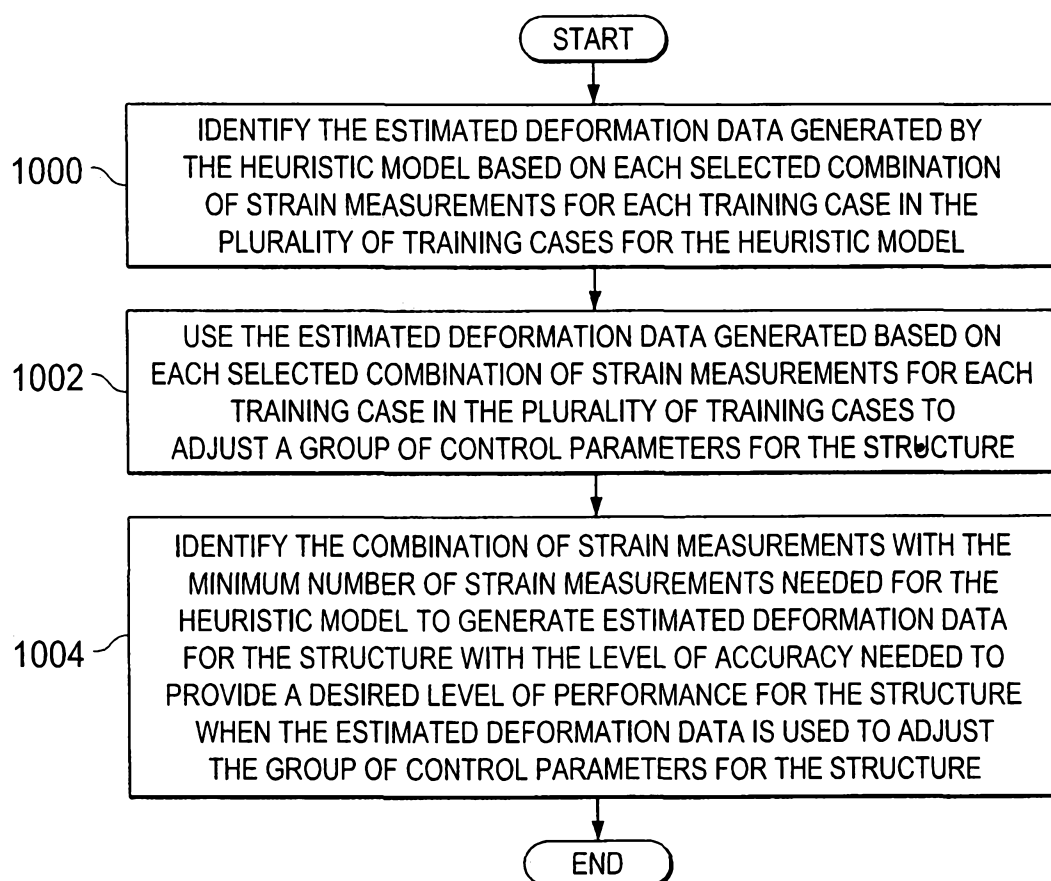 START
1000
IDENTIFY THE ESTIMATED DEFORMATION DATA GENERATED BY
THE HEURISTIC MODEL BASED ON EACH SELECTED COMBINATION
OF STRAIN MEASUREMENTS FOR EACH TRAINING CASE IN THE
PLURALITY OF TRAINING CASES FOR THE HEURISTIC MODEL
1002
USE THE ESTIMATED DEFORMATION DATA GENERATED BASED ON
EACH SELECTED COMBINATION OF STRAIN MEASUREMENTS FOR EACH
TRAINING CASE IN THE PLURALITY OF TRAINING CASES TO
ADJUST A GROUP OF CONTROL PARAMETERS FOR THE STRUCTURE
1004
IDENTIFY THE COMBINATION OF STRAIN MEASUREMENTS WITH THE
MINIMUM NUMBER OF STRAIN MEASUREMENTS NEEDED FOR THE
HEURISTIC MODEL TO GENERATE ESTIMATED DEFORMATION DATA
FOR THE STRUCTURE WITH THE LEVEL OF ACCURACY NEEDED TO
PROVIDE A DESIRED LEVEL OF PERFORMANCE FOR THE STRUCTURE
WHEN THE ESTIMATED DEFORMATION DATA IS USED TO ADJUST
THE GROUP OF CONTROL PARAMETERS FOR THE STRUCTURE
END